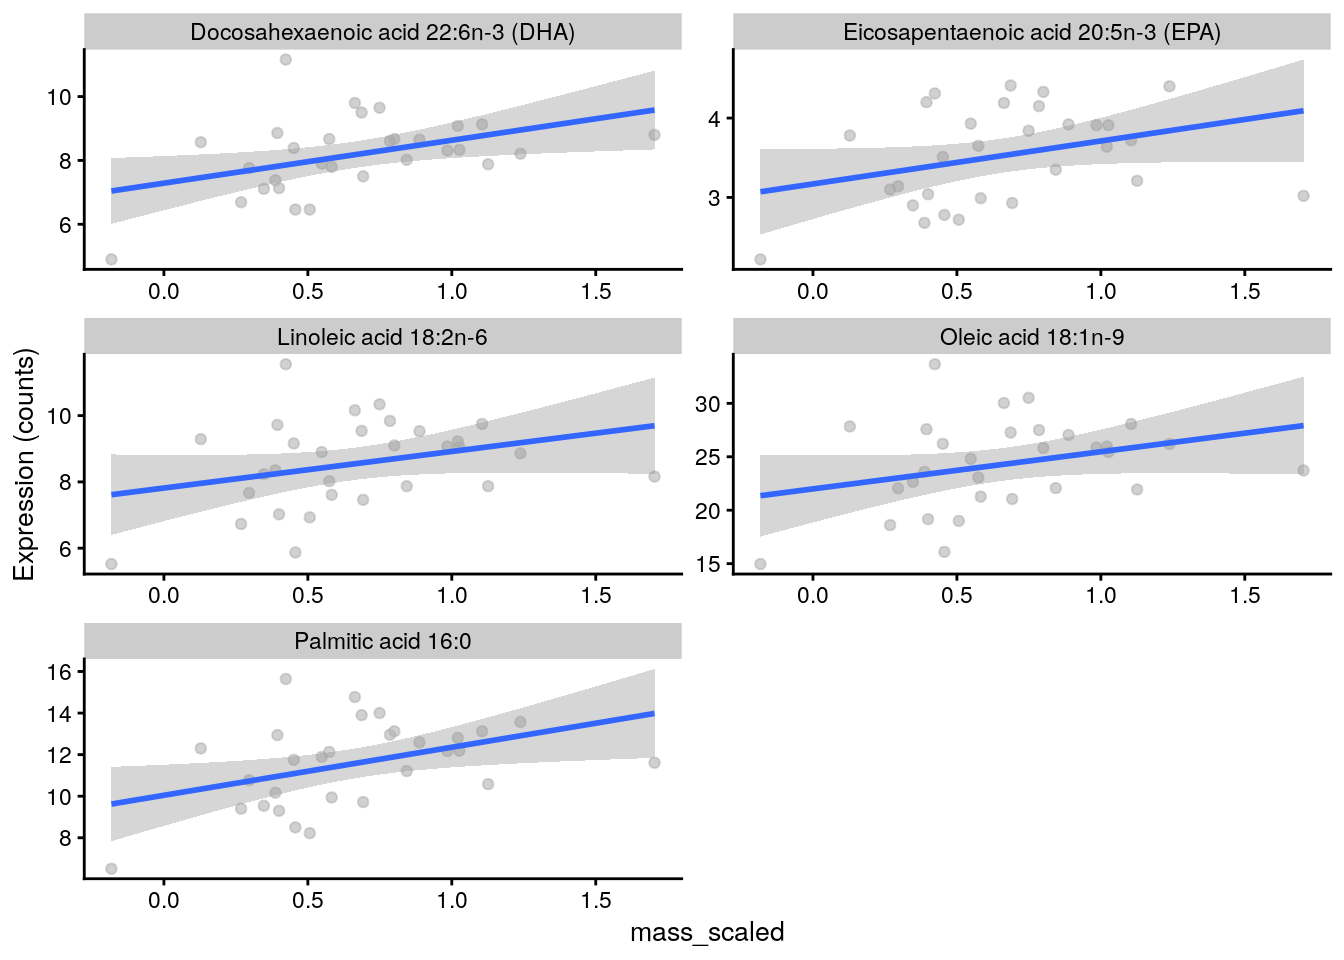 Docosahexaenoic acid 22:6n-3 (DHA)
Eicosapentaenoic acid 20:5n-3 (EPA)
10
8
6
4
3
0.0 0.5 1.0 1.5
0.0 0.5 1.0 1.5
Linoleic acid 18:2n-6
Oleic acid 18:1n-9
Expression (counts)
10
8
6
30
25
20
15
0.0 0.5 1.0 1.5
0.0 0.5 1.0 1.5
Palmitic acid 16:0
16
14
12
10
8
0.0 0.5 1.0 1.5
mass_scaled